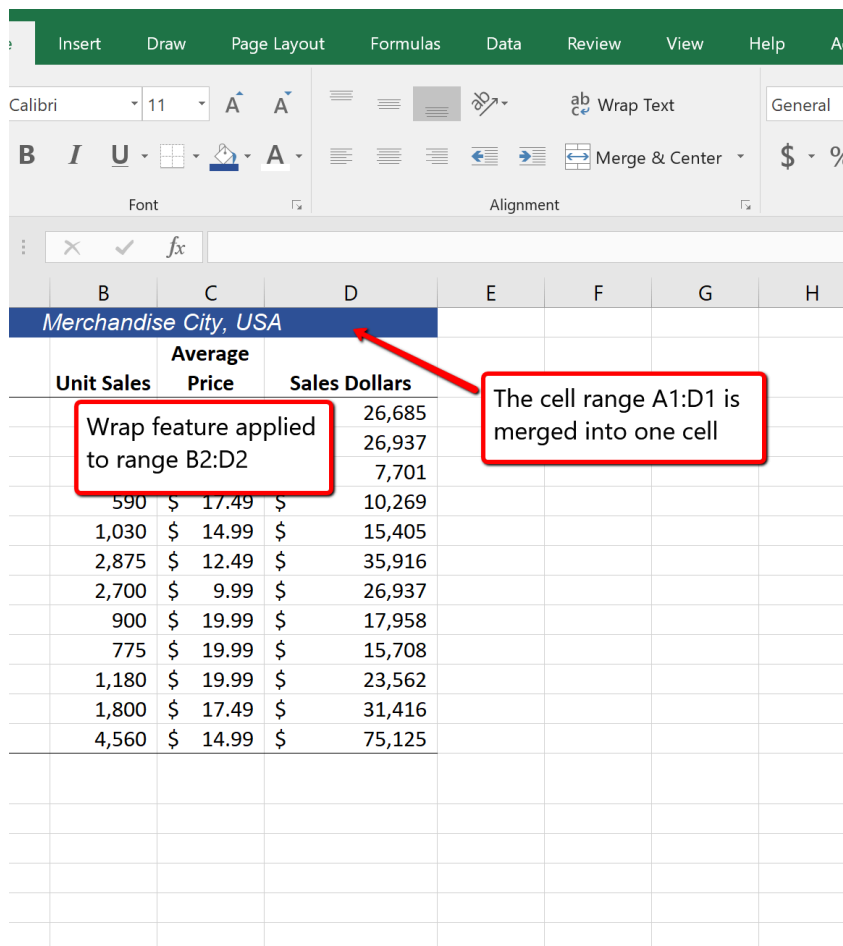 Insert Draw Page Layout Formulas Data Review View Help
Calibri 11 A A ab Wrap Text General
B I U A Merge & Center $ %
Font Alignment
fx
B C D E F G H
Merchandise City, USA
Average
Unit Sales Price Sales Dollars
The cell range A1:D1 is
merged into one cell
Wrap feature applied
to range B2:D2
26,685
26,937
7,701
590 $ 17.49 $ 10,269
1,030 $ 14.99 $ 15,405
2,875 $ 12.49 $ 35,916
2,700 $ 9.99 $ 26,937
900 $ 19.99 $ 17,958
775 $ 19.99 $ 15,708
1,180 $ 19.99 $ 23,562
1,800 $ 17.49 $ 31,416
4,560 $ 14.99 $ 75,125